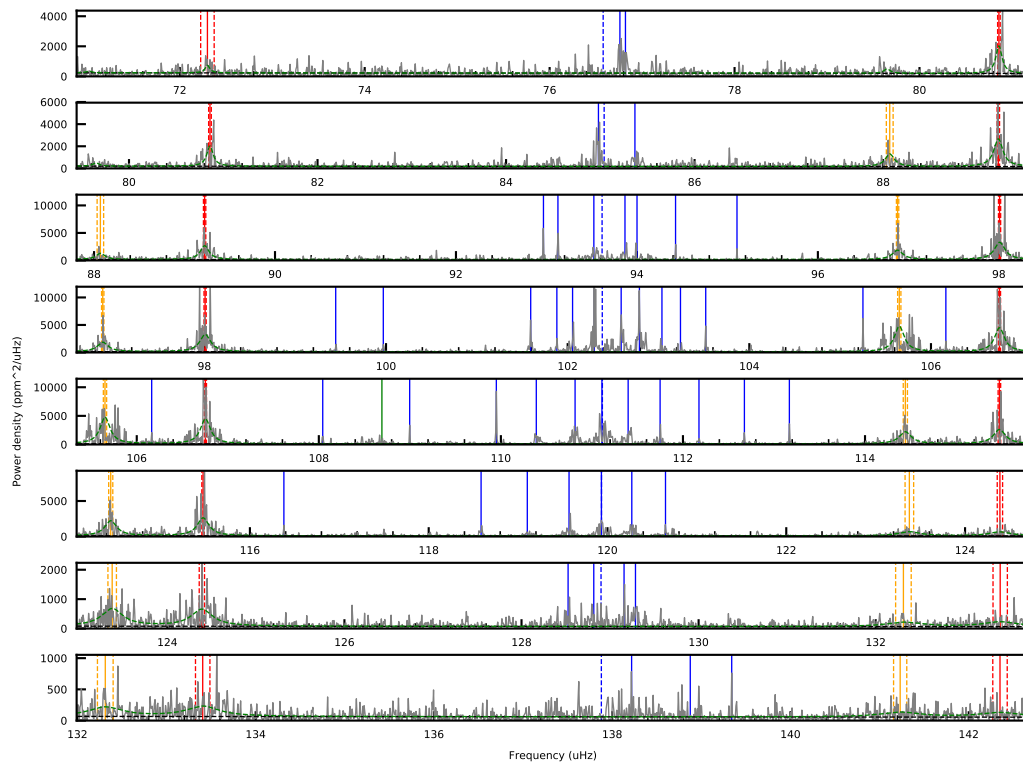 4000
2000
0
72 74 76 78 80
6000
4000
2000
0
80 82 84 86 88
10000
5000
0
88 90 92 94 96 98
10000
5000
0
98 100 102 104 106
10000
5000
0
106 108 110 112 114
5000
0
116 118 120 122 124
2000
1000
0
124 126 128 130 132
1000
500
0
132 134 136 138 140 142
Power density (ppm^2/uHz)
Frequency (uHz)